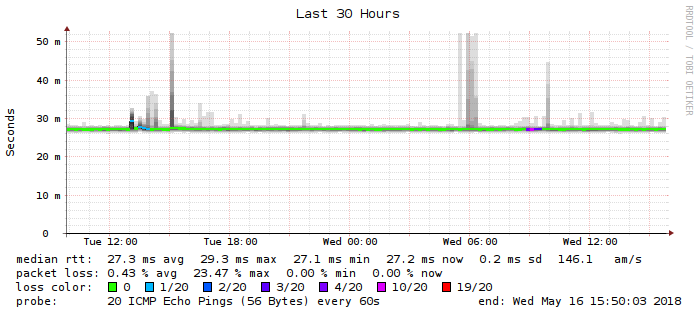 Last 30 Hours
RRDTOOL / TOBI OETIKER
Seconds
50 m
40 m
30 m
20 m
10 m
0
Tue 12:00 Tue 18:00 Wed 00:00 Wed 06:00 Wed 12:00
median rtt: 27.3 ms avg 29.3 ms max 27.1 ms min 27.2 ms now 0.2 ms sd 146.1 am/s
packet loss: 0.43 % avg 23.47 % max 0.00 % min 0.00 % now
loss color: 0 1/20 2/20 3/20 4/20 10/20 19/20
probe: 20 ICMP Echo Pings (56 Bytes) every 60s end: Wed May 16 15:50:03 2018